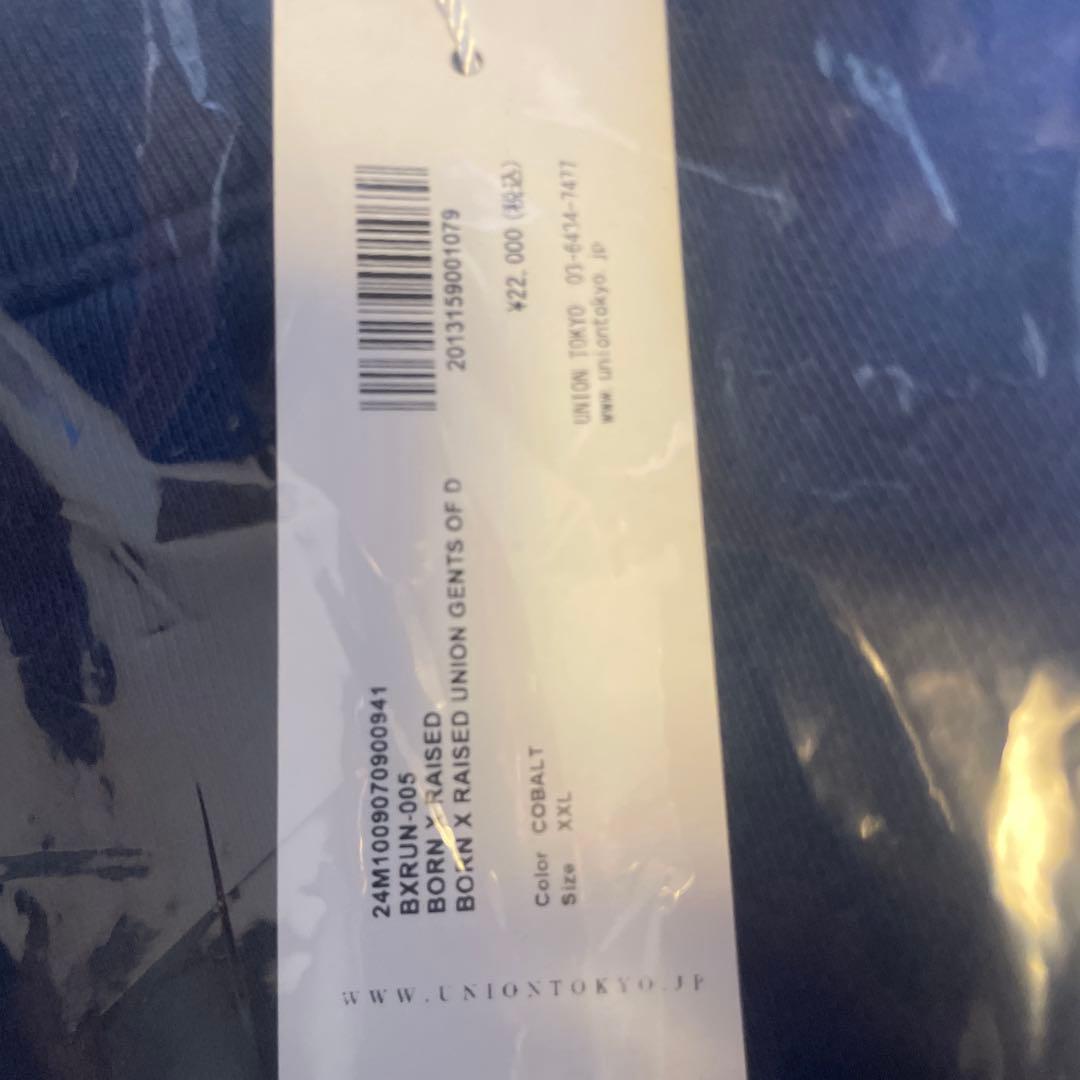 24M1009070900941
BXRUN-005
BORN X RAISED
BORN X RAISED UNION GENTS OF D
2013159001079
¥22,000 (税込)
Color COBALT
Size XXL
UNION TOKYO 03-6434-7477
www.uniontokyo.jp
WWW.UNIONTOKYO.JP